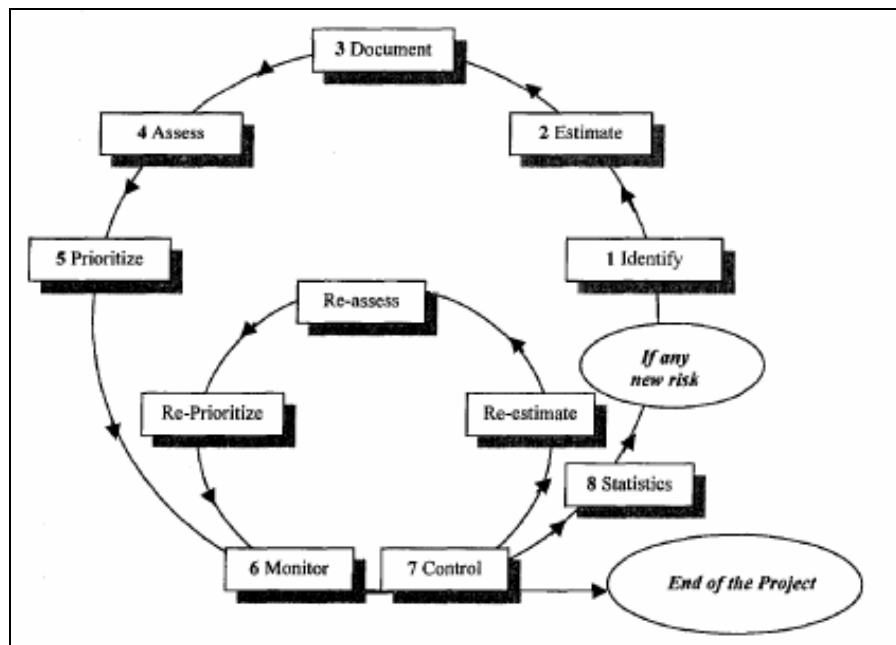 3 Document
4 Assess
2 Estimate
5 Prioritize
1 Identify
Re-assess
If any
new risk
Re-Prioritize
Re-estimate
8 Statistics
6 Monitor
7 Control
End of the Project